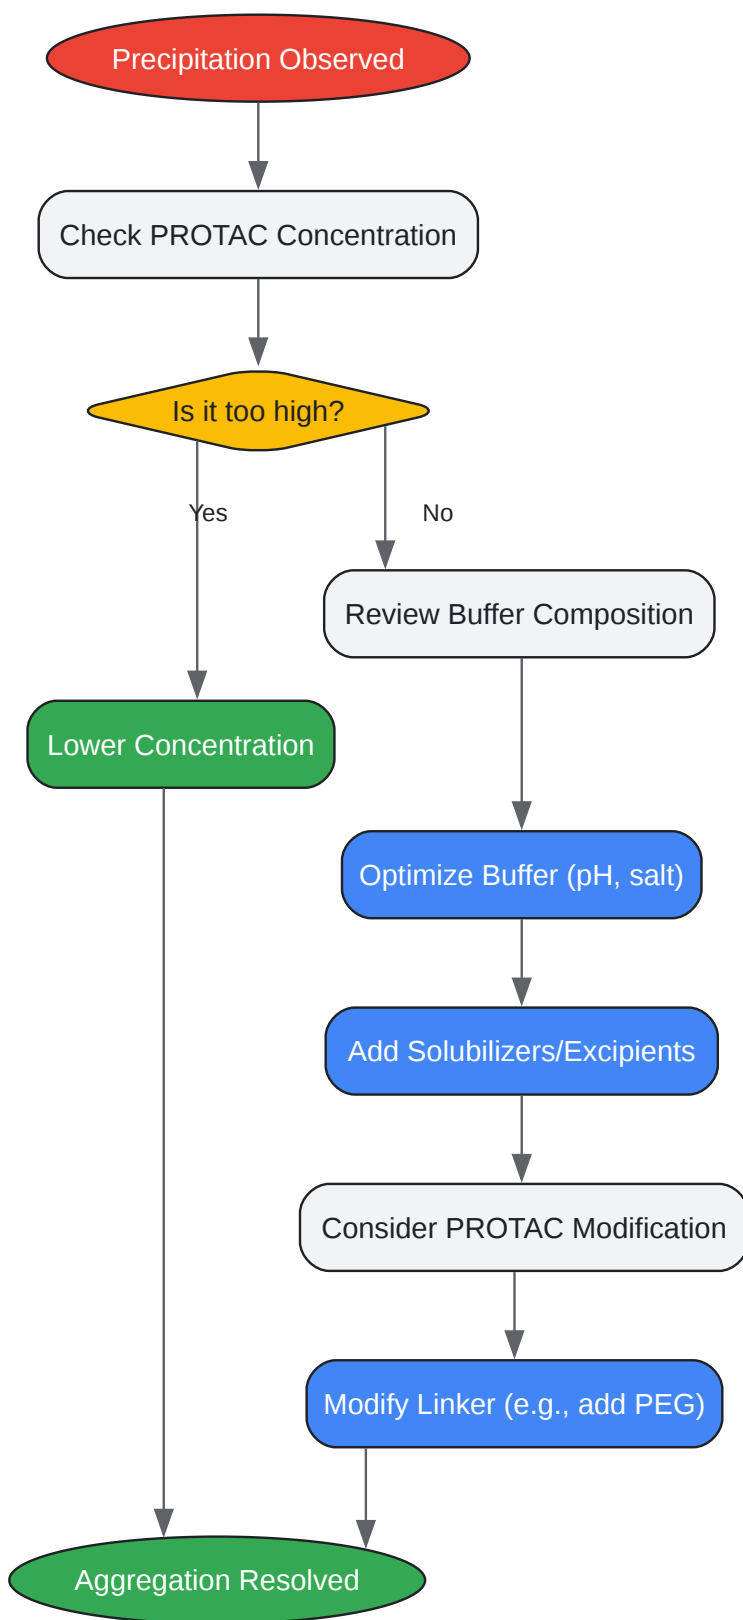 Precipitation Observed
Check PROTAC Concentration
Is it too high?
Yes
No
Review Buffer Composition
Lower Concentration
Optimize Buffer (pH, salt)
Add Solubilizers/Excipients
Consider PROTAC Modification
Modify Linker (e.g., add PEG)
Aggregation Resolved